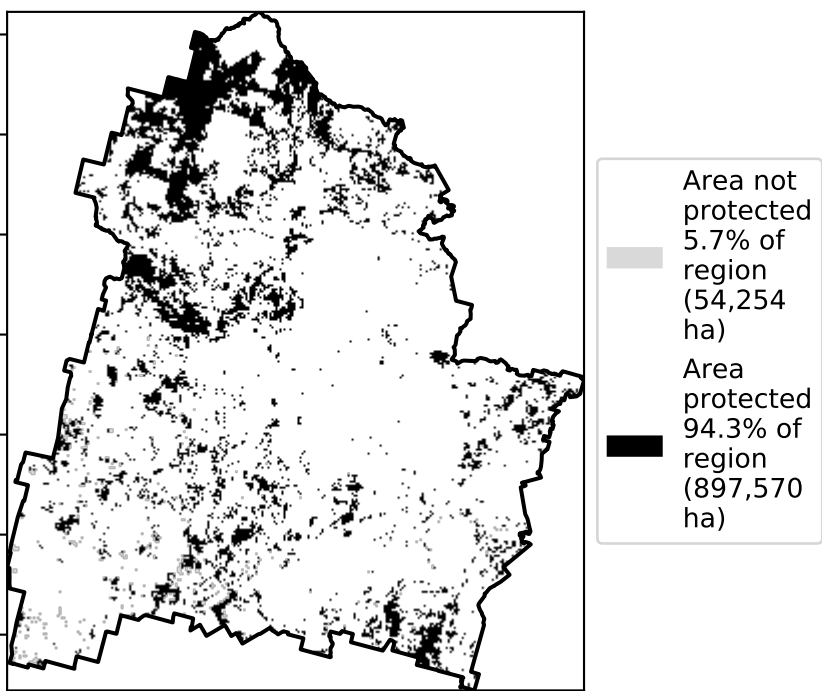 Area not
protected
5.7% of
region
(54,254
ha)
Area
protected
94.3% of
region
(897,570
ha)